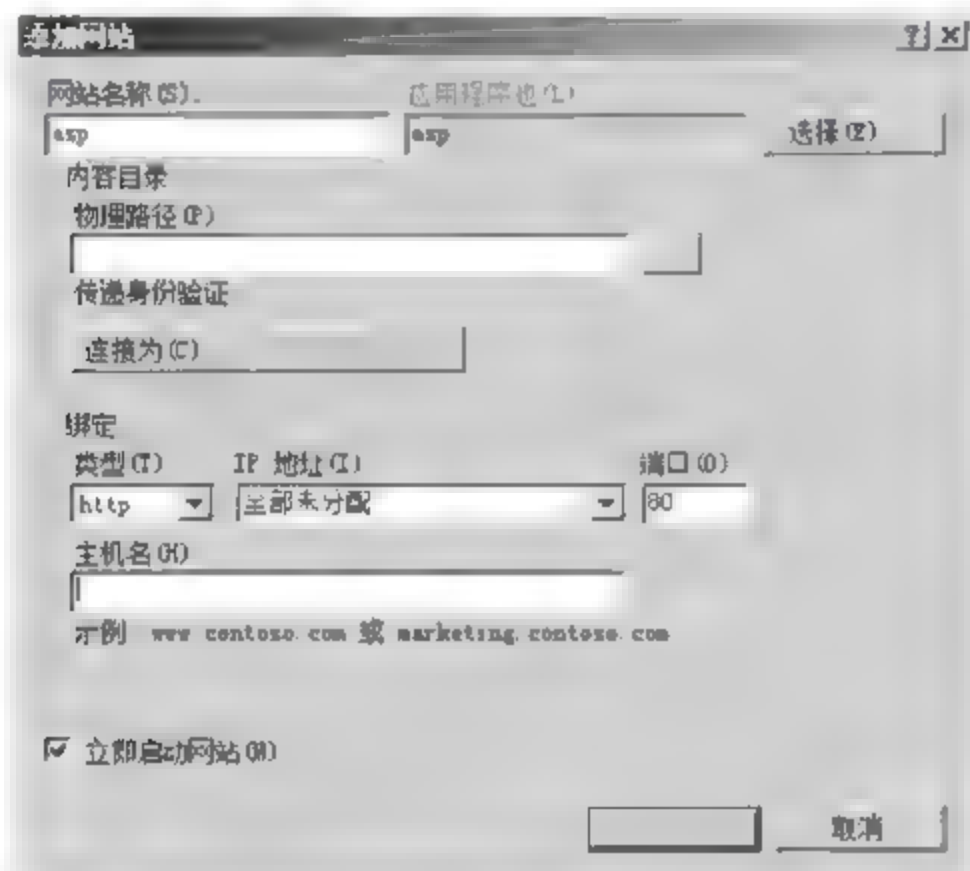 添加网站
网站名称(S):
应用程序池(L)
asp
asp
选择(E)
内容目录
物理路径(P)
传递身份验证
连接为(C)
绑定
类型(T)
IP 地址(I)
端口(O)
http
全部未分配
80
主机名(H)
示例 www contoso.com 或 marketing.contoso.com
立即启动网站(M)
取消